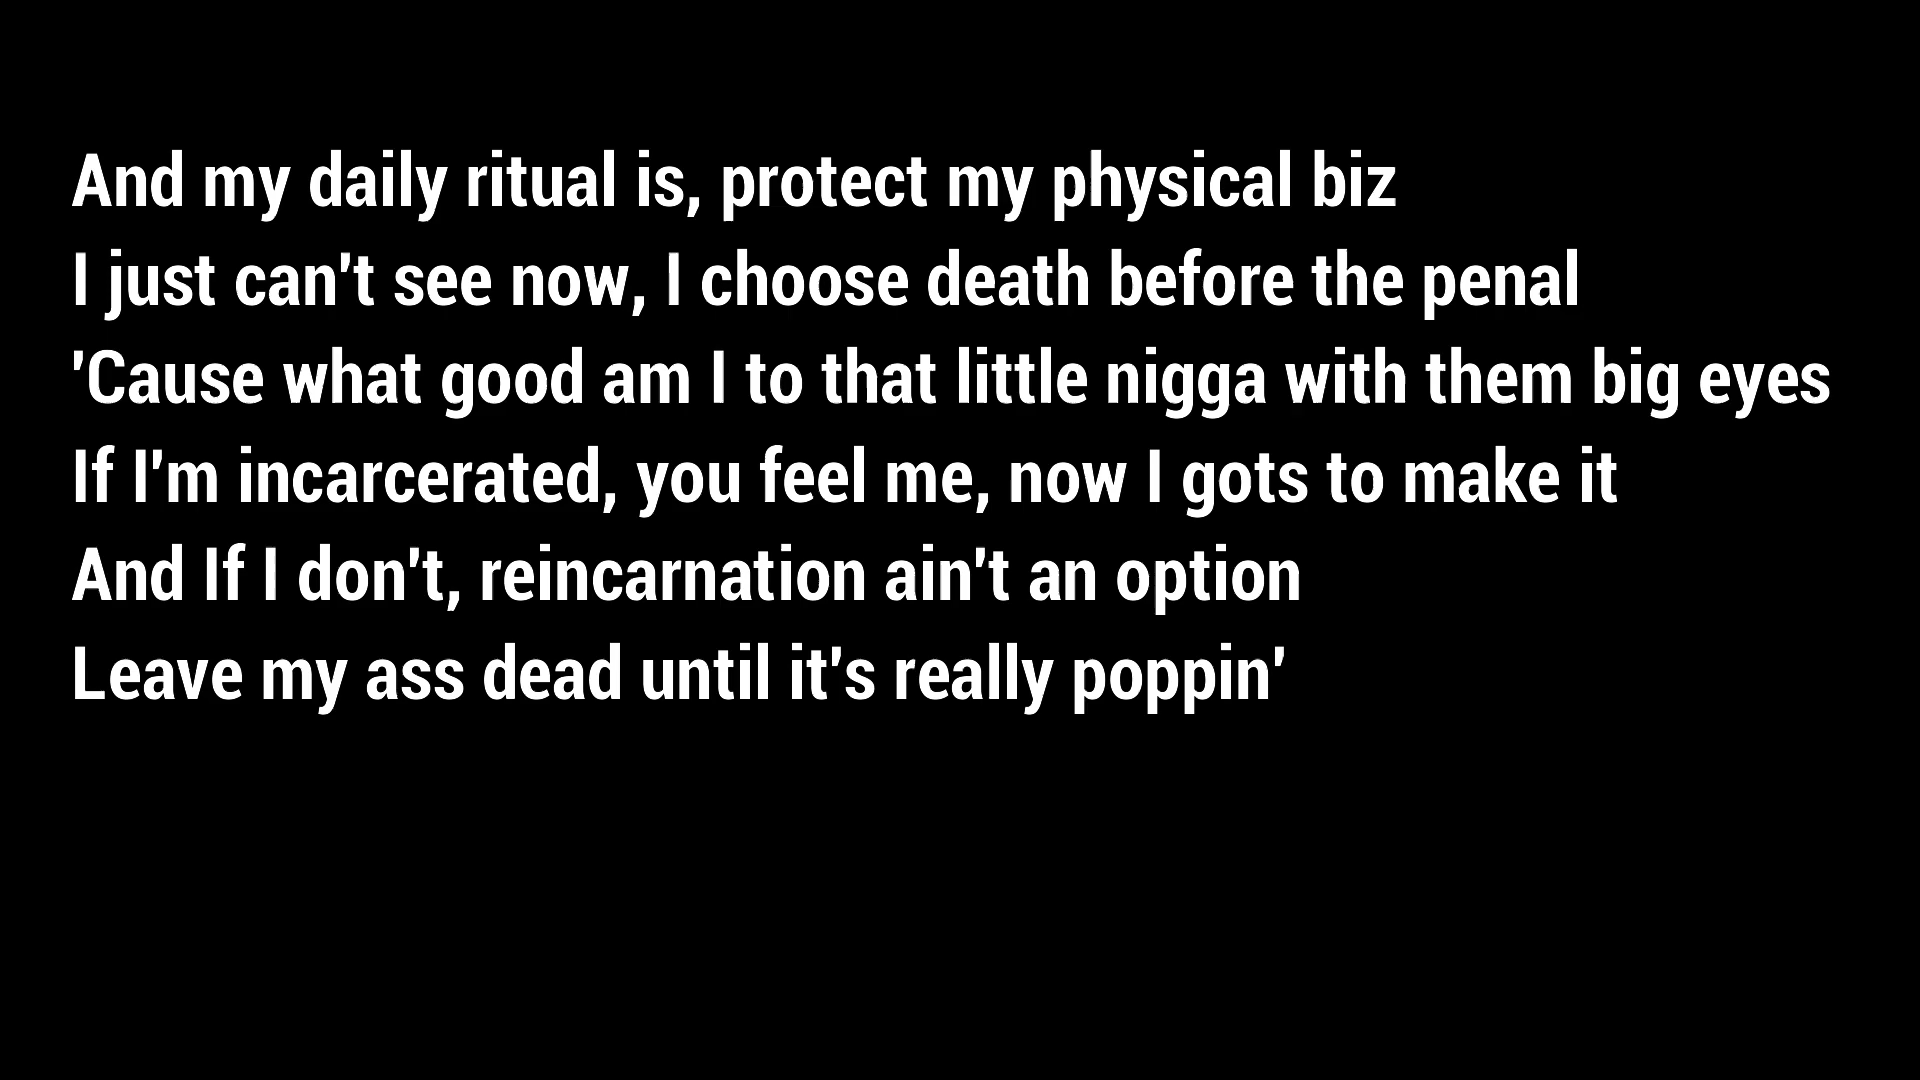 And my daily ritual is, protect my physical biz
I just can't see now, I choose death before the penal
'Cause what good am I to that little nigga with them big eyes
If I'm incarcerated, you feel me, now I gots to make it
And If I don't, reincarnation ain't an option
Leave my ass dead until it's really poppin'